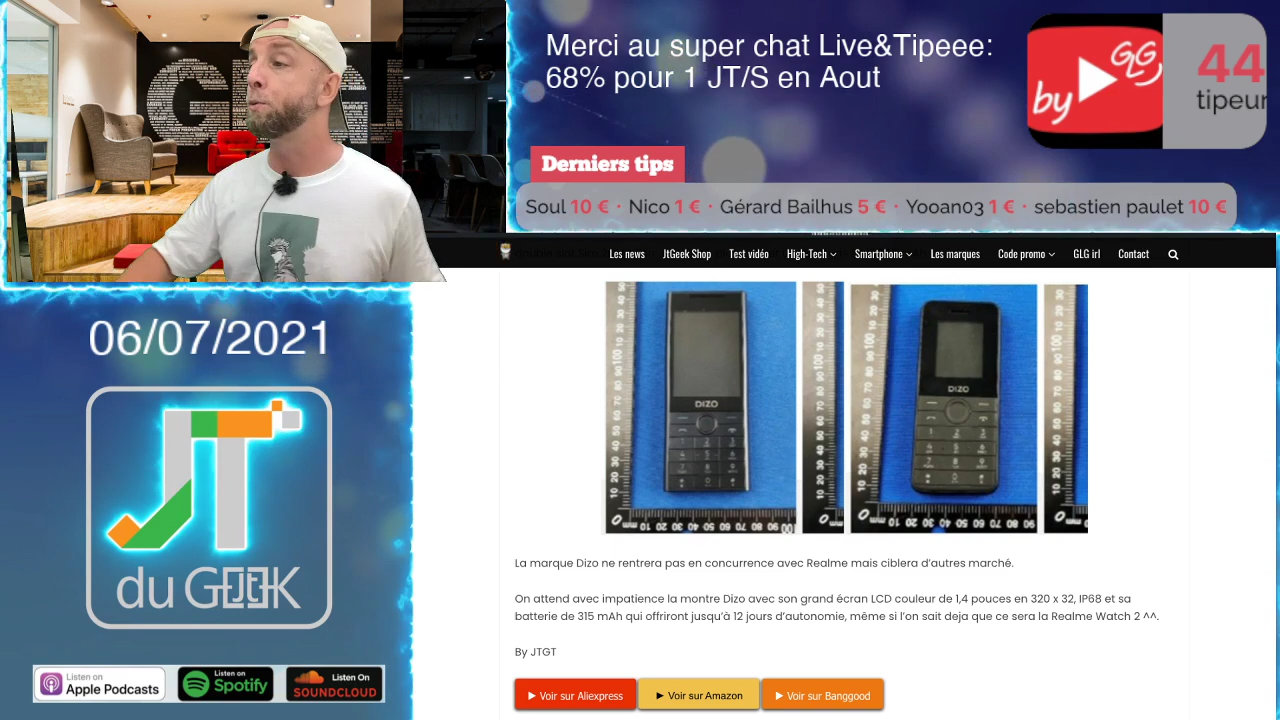 Merci au super chat Live&Tipeee:
68% pour 1 JT/S en Aout
by GLG
44
tipeur
Derniers tips
Soul 10 € · Nico 1 € · Gérard Bailhus 5 € · Yooan03 1 € · sebastien paulet 10 €
Les news JtGeek Shop Test vidéo High-Tech Smartphone Les marques Code promo GLG irl Contact
06/07/2021
JT
du GEEK
DIZO
DIZO
La marque Dizo ne rentrera pas en concurrence avec Realme mais ciblera d'autres marché.
On attend avec impatience la montre Dizo avec son grand écran LCD couleur de 1,4 pouces en 320 x 32, IP68 et sa
batterie de 315 mAh qui offriront jusqu'à 12 jours d'autonomie, même si l'on sait deja que ce sera la Realme Watch 2 ^^.
By JTGT
Voir sur Aliexpress Voir sur Amazon Voir sur Banggood
Listen on
Apple Podcasts
Listen on
Spotify
Listen On
SOUNDCLOUD